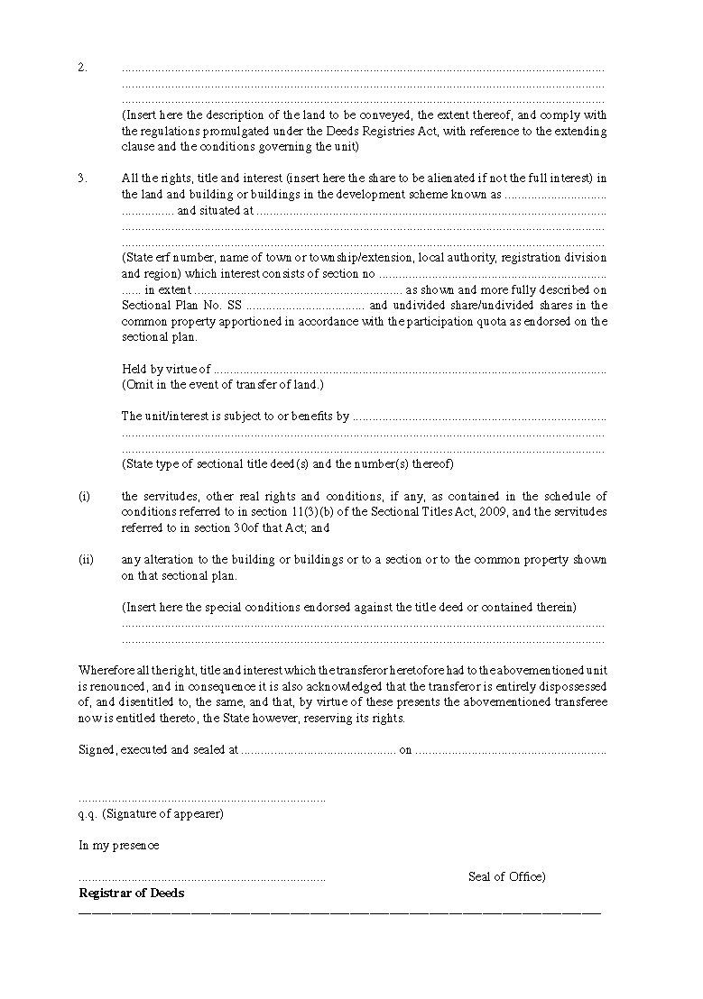 2. ....................................................................................................................................................
....................................................................................................................................................
....................................................................................................................................................
(Insert here the description of the land to be conveyed, the extent thereof, and comply with
the regulations promulgated under the Deeds Registries Act, with reference to the extending
clause and the conditions governing the unit)
3. All the rights, title and interest (insert here the share to be alienated if not the full interest) in
the land and building or buildings in the development scheme known as ...............................
................ and situated at ..........................................................................................................
....................................................................................................................................................
....................................................................................................................................................
(State erf number, name of town or township/extension, local authority, registration division
and region) which interest consists of section no .....................................................................
...... in extent ............................................................... as shown and more fully described on
Sectional Plan No. SS .................................... and undivided share/undivided shares in the
common property apportioned in accordance with the participation quota as endorsed on the
sectional plan.
Held by virtue of .......................................................................................................................
(Omit in the event of transfer of land.)
The unit/interest is subject to or benefits by .............................................................................
....................................................................................................................................................
....................................................................................................................................................
(State type of sectional title deed(s) and the number(s) thereof)
(i) the servitudes, other real rights and conditions, if any, as contained in the schedule of
conditions referred to in section 11(3)(b) of the Sectional Titles Act, 2009, and the servitudes
referred to in section 30of that Act; and
(ii) any alteration to the building or buildings or to a section or to the common property shown
on that sectional plan.
(Insert here the special conditions endorsed against the title deed or contained therein)
....................................................................................................................................................
....................................................................................................................................................
Wherefore all the right, title and interest which the transferor heretofore had to the abovementioned unit
is renounced, and in consequence it is also acknowledged that the transferor is entirely dispossessed
of, and disentitled to, the same, and that, by virtue of these presents the abovementioned transferee
now is entitled thereto, the State however, reserving its rights.
Signed, executed and sealed at ............................................... on ..........................................................
...........................................................................
q.q. (Signature of appearer)
In my presence
........................................................................... Seal of Office)
Registrar of Deeds